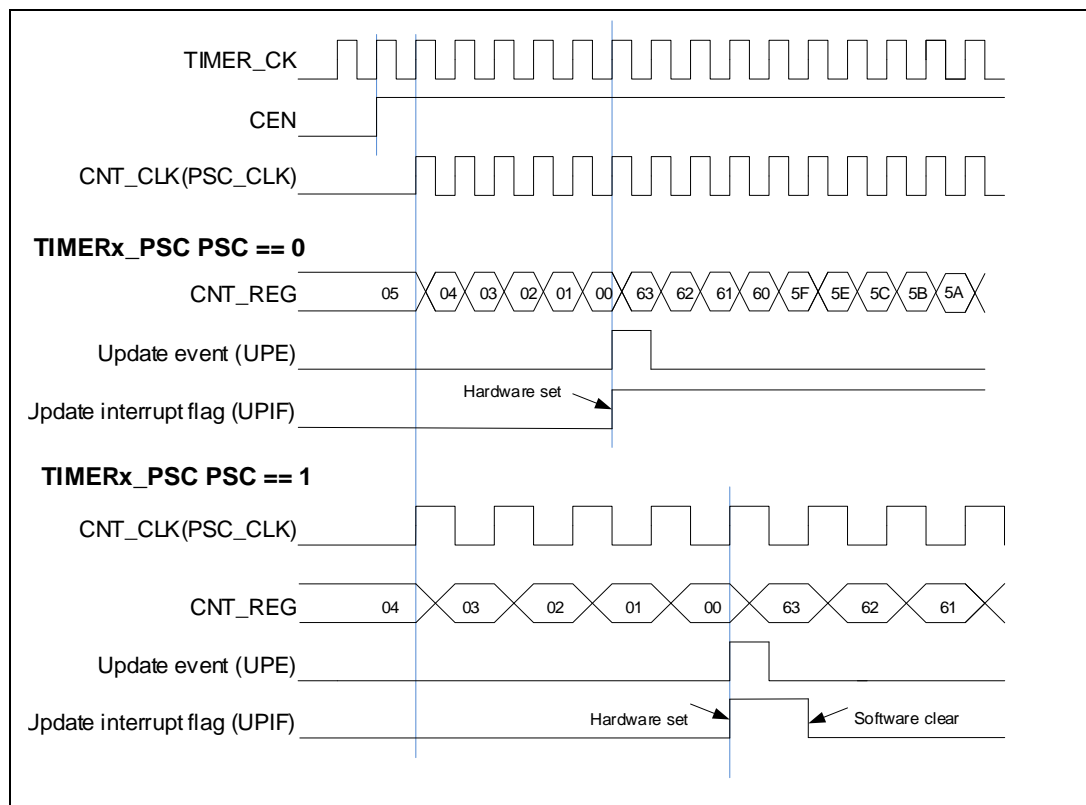 TIMER_CK
CEN
CNT_CLK(PSC_CLK)
TIMERx_PSC PSC == 0
CNT_REG 05 04 03 02 01 00 63 62 61 60 5F 5E 5C 5B 5A
Update event (UPE)
Hardware set
Jpdate interrupt flag (UPIF)
TIMERx_PSC PSC == 1
CNT_CLK(PSC_CLK)
CNT_REG 04 03 02 01 00 63 62 61
Update event (UPE)
Jpdate interrupt flag (UPIF) Hardware set Software clear